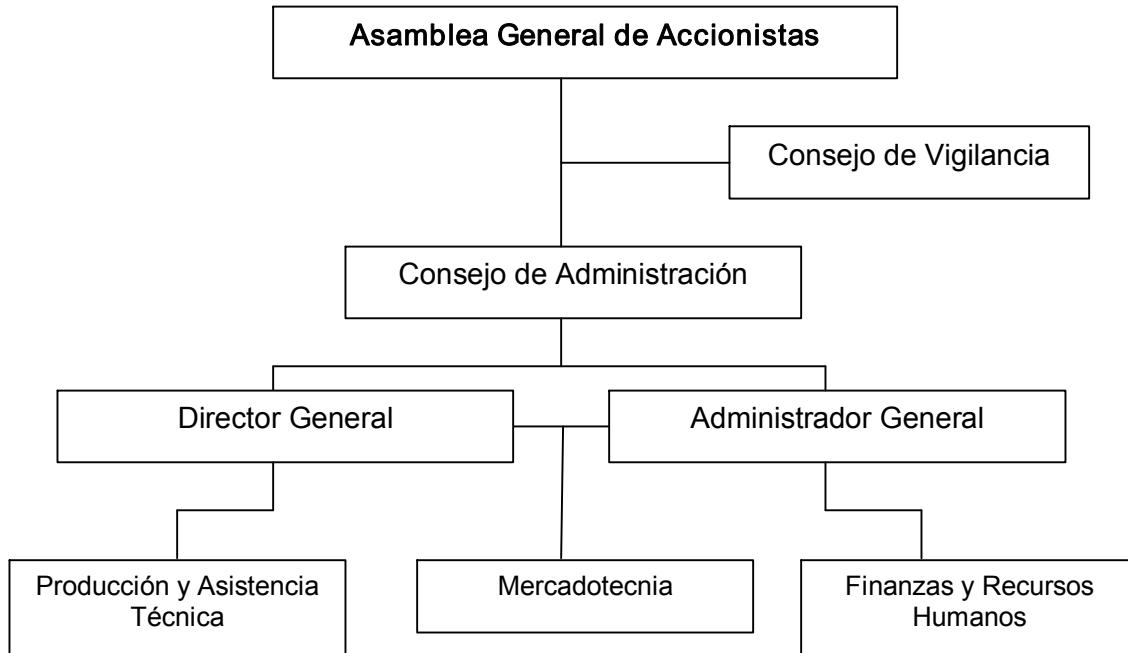 Asamblea General de Accionistas
Consejo de Vigilancia
Consejo de Administración
Director General
Administrador General
Producción y Asistencia
Técnica
Mercadotecnia
Finanzas y Recursos
Humanos